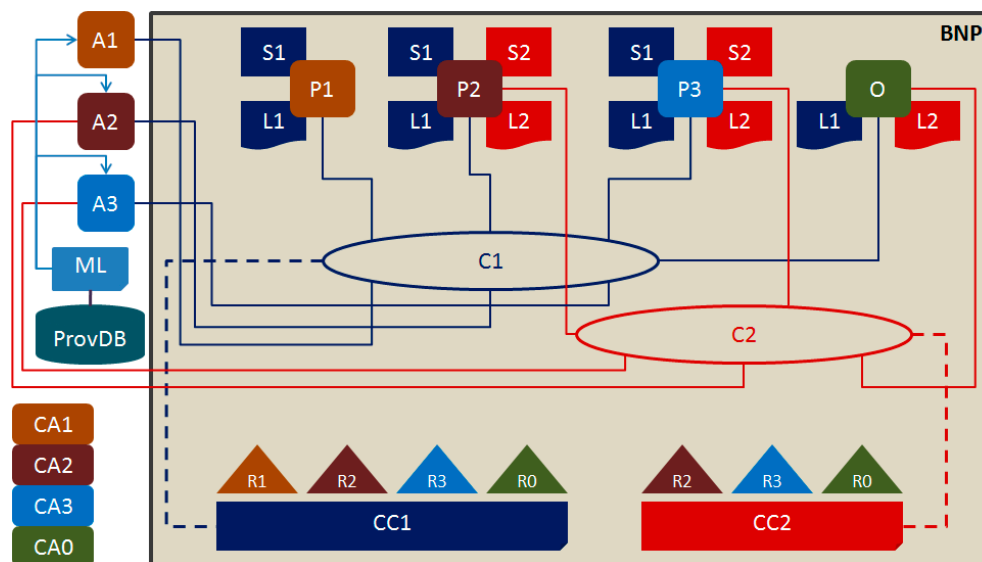 BNP
A1
S1
S1
S2
S1
S2
P1
P2
P3
O
A2
L1
L1
L2
L1
L2
L1
L2
A3
ML
C1
ProvDB
C2
CA1
CA2
CA3
CA0
R1
R2
R3
R0
R2
R3
R0
CC1
CC2